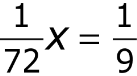 1/72 x = 1/9